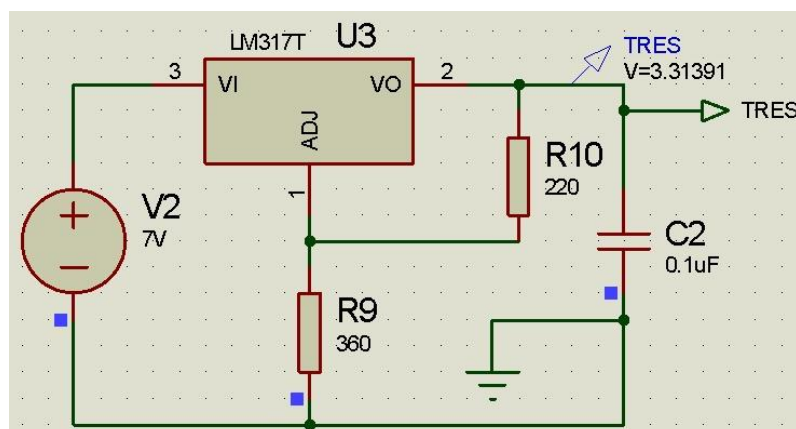 LM317T
U3
TRES
V=3.31391
3
VI
VO
2
TRES
ADJ
1
R10
220
V2
7V
C2
0.1uF
R9
360